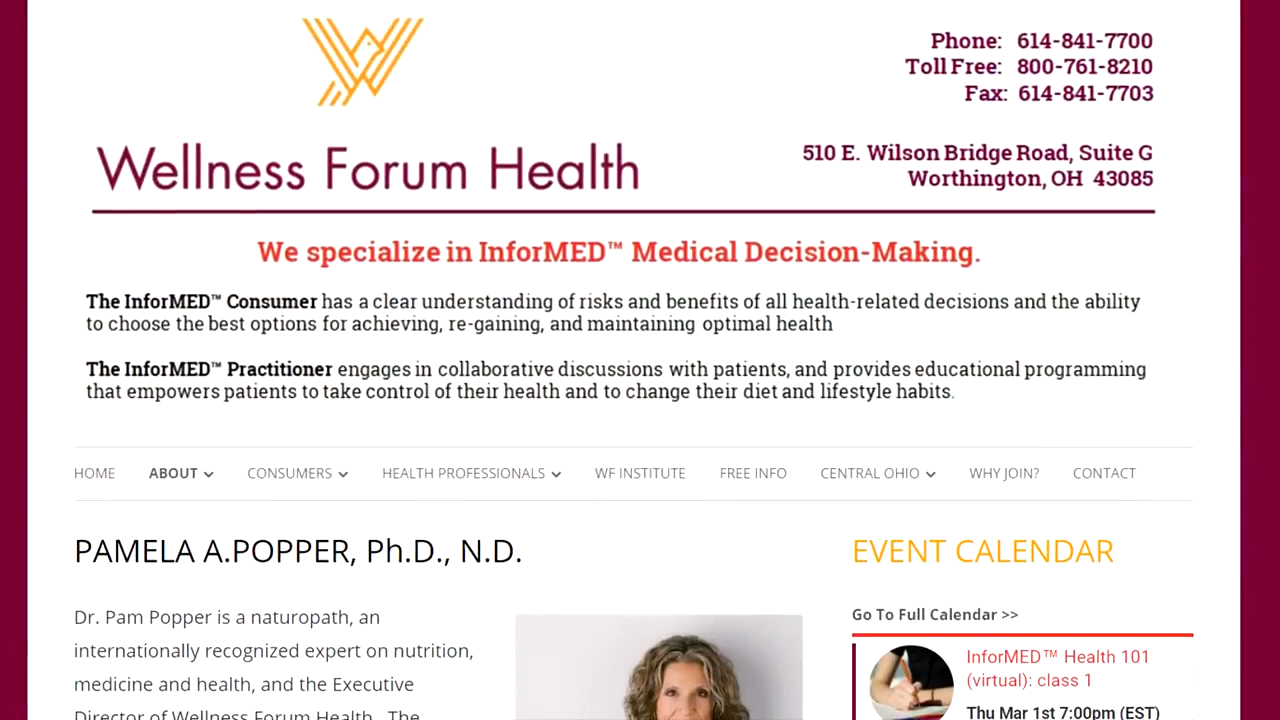 Phone: 614-841-7700
Toll Free: 800-761-8210
Fax: 614-841-7703
Wellness Forum Health
510 E. Wilson Bridge Road, Suite G
Worthington, OH 43085
We specialize in InforMED™ Medical Decision-Making.
The InforMED™ Consumer has a clear understanding of risks and benefits of all health-related decisions and the ability
to choose the best options for achieving, re-gaining, and maintaining optimal health
The InforMED™ Practitioner engages in collaborative discussions with patients, and provides educational programming
that empowers patients to take control of their health and to change their diet and lifestyle habits.
HOME ABOUT CONSUMERS HEALTH PROFESSIONALS WF INSTITUTE FREE INFO CENTRAL OHIO WHY JOIN? CONTACT
PAMELA A.POPPER, Ph.D., N.D.
Dr. Pam Popper is a naturopath, an
internationally recognized expert on nutrition,
medicine and health, and the Executive
Director of Wellness Forum Health. The
EVENT CALENDAR
Go To Full Calendar >>
InforMED™ Health 101
(virtual): class 1
Thu Mar 1st 7:00pm (EST)